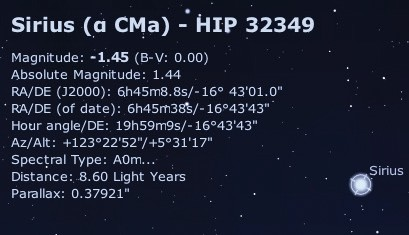 Sirius (α CMa) - HIP 32349
Magnitude: -1.45 (B-V: 0.00)
Absolute Magnitude: 1.44
RA/DE (J2000): 6h45m8.8s/-16° 43'01.0"
RA/DE (of date): 6h45m38s/-16°43'43"
Hour angle/DE: 19h59m9s/-16°43'43"
Az/Alt: +123°22'52"/+5°31'17"
Spectral Type: A0m...
Distance: 8.60 Light Years
Parallax: 0.37921"
Sirius